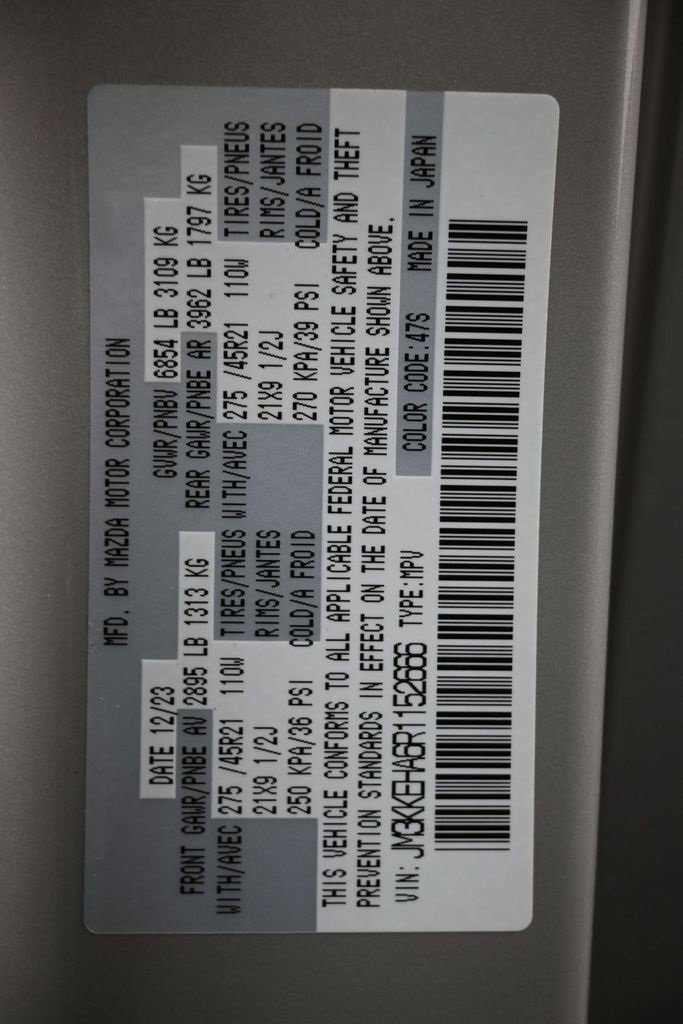 MFD. BY MAZDA MOTOR CORPORATION
DATE 12/23 GVWR/PNBV 6854 LB 3109 KG
FRONT GAWR/PNBE AV 2895 LB 1313 KG REAR GAWR/PNBE AR 3962 LB 1797 KG
WITH/AVEC 275 /45R21 110W TIRES/PNEUS WITH/AVEC 275 /45R21 110W TIRES/PNEUS
21X9 1/2J RIMS/JANTES 21X9 1/2J RIMS/JANTES
250 KPA/36 PSI COLD/A FROID 270 KPA/39 PSI COLD/A FROID
THIS VEHICLE CONFORMS TO ALL APPLICABLE FEDERAL MOTOR VEHICLE SAFETY AND THEFT
PREVENTION STANDARDS IN EFFECT ON THE DATE OF MANUFACTURE SHOWN ABOVE.
VIN: JM3KKEHA6R1152666 TYPE:MPV COLOR CODE:47S MADE IN JAPAN